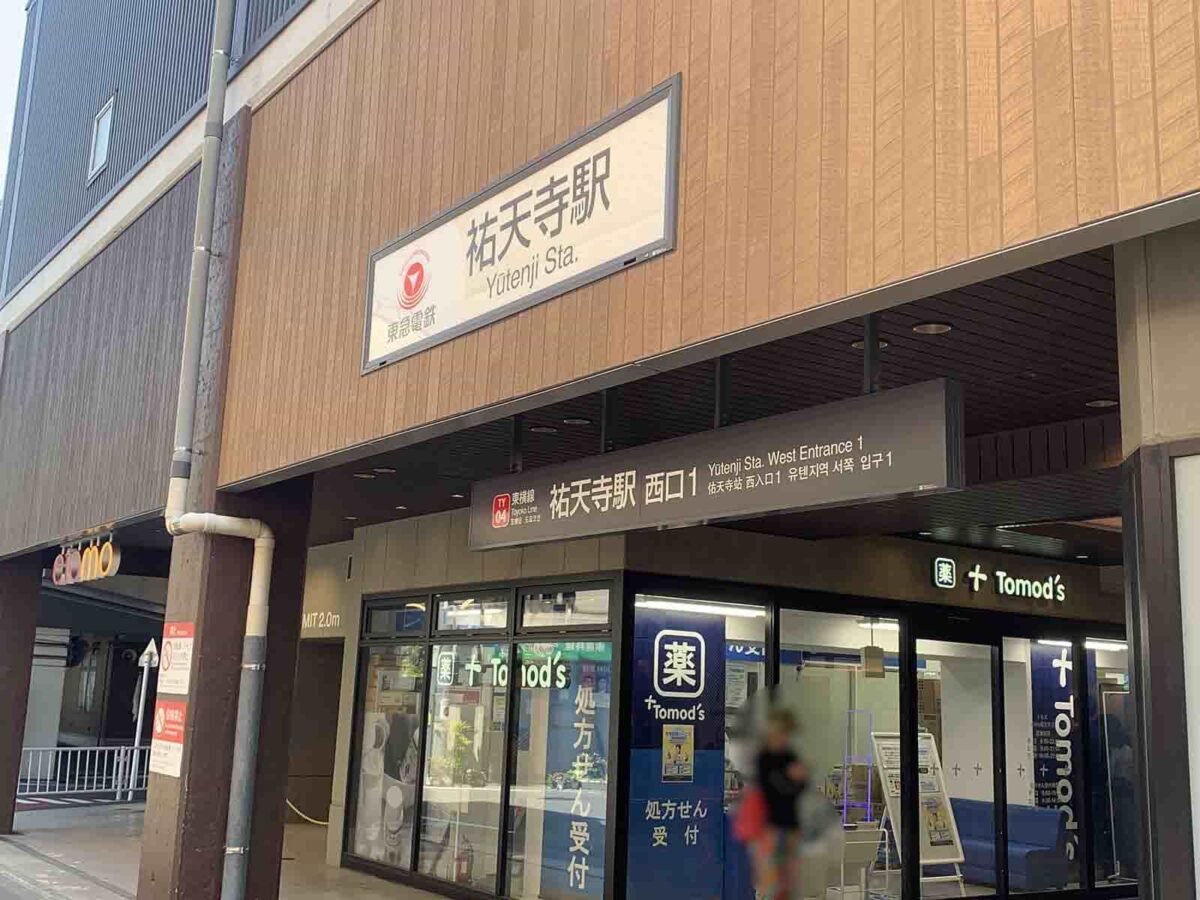 祐天寺駅
Yūtenji Sta.
東急電鉄
TY
04
東横線
Toyoko Line
祐天寺駅 西口1
Yūtenji Sta. West Entrance 1
佑天寺站 西入口1 유텐지역 서쪽 입구1
etomo
MIT 2.0m
薬 + Tomod's
薬 + Tomod's
処方せん受付
薬
+Tomod's
処方せん
受付
+Tomod's